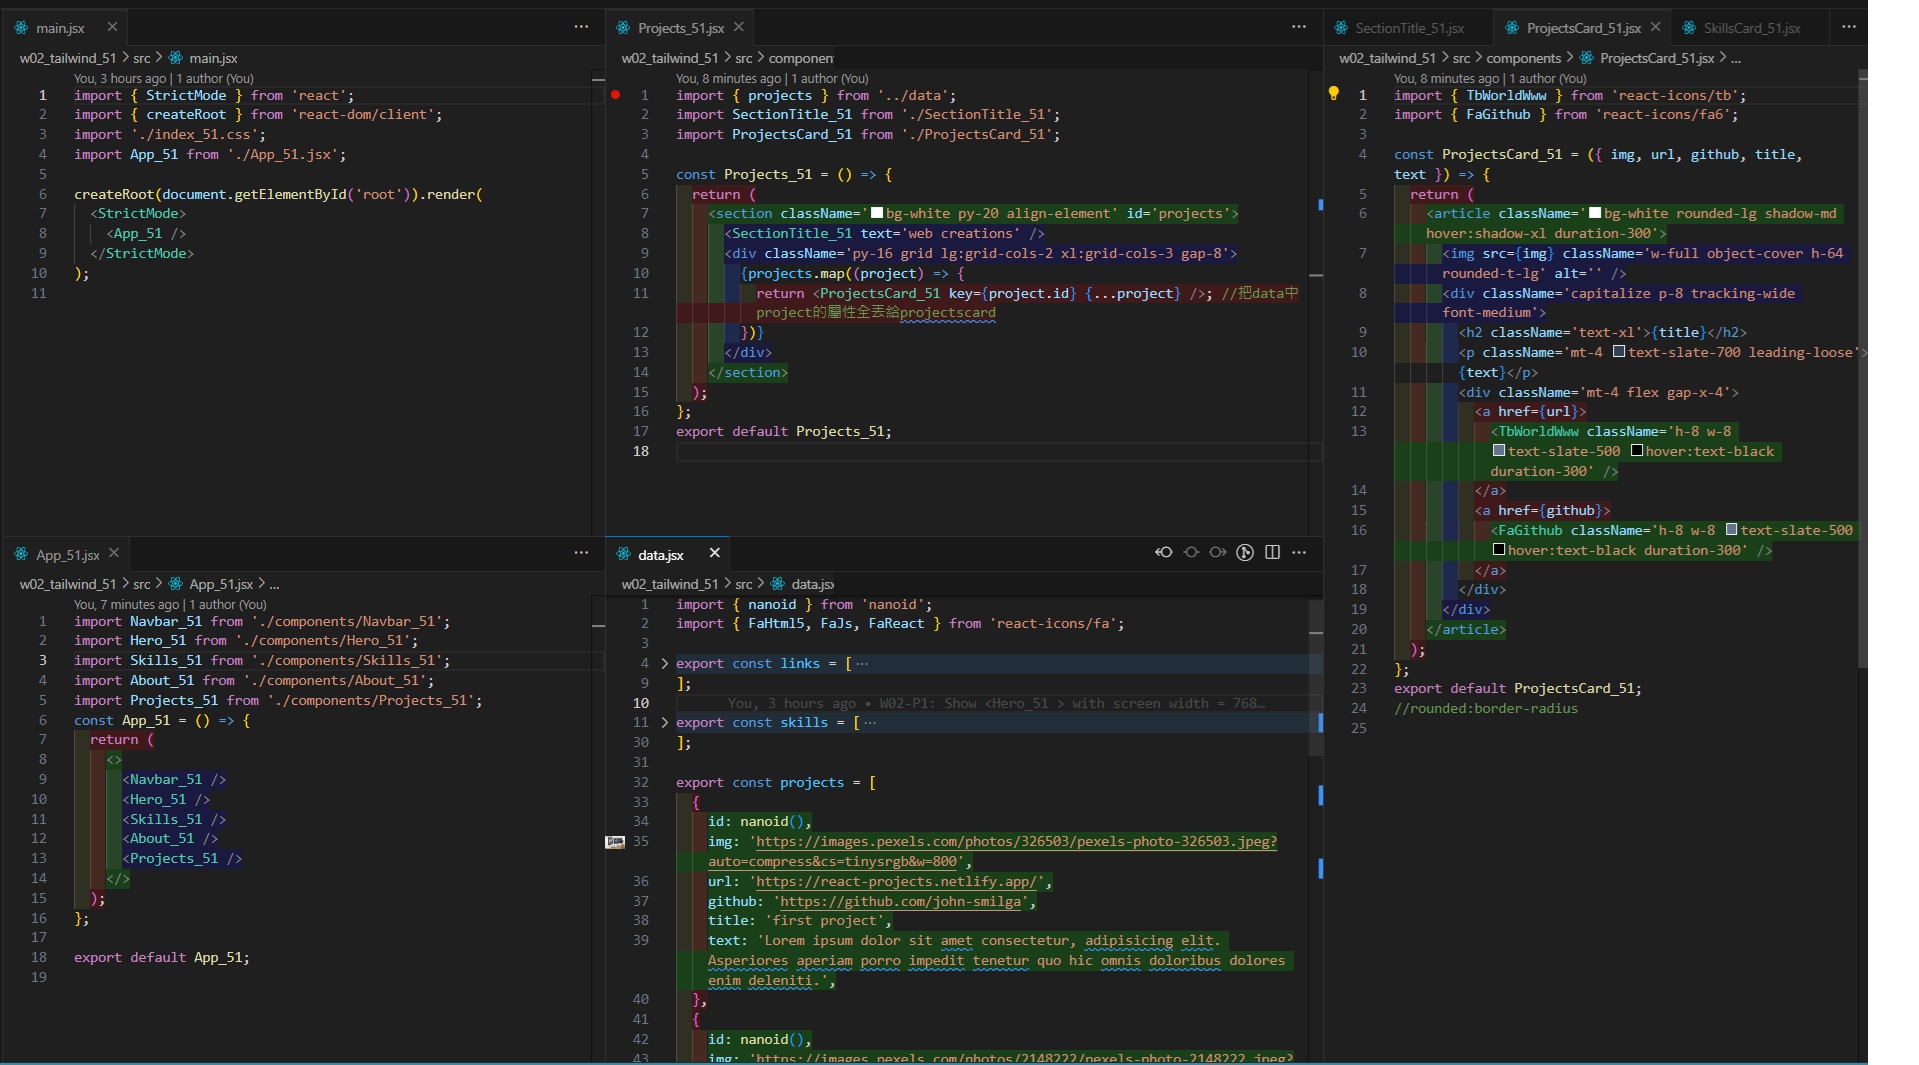 main.jsx
w02_tailwind_51 > src > main.jsx
You, 3 hours ago | 1 author (You)
1 import { StrictMode } from 'react';
2 import { createRoot } from 'react-dom/client';
3 import './index_51.css';
4 import App_51 from './App_51.jsx';
5
6 createRoot(document.getElementById('root')).render(
7 <StrictMode>
8 <App_51 />
9 </StrictMode>
10 );
11
Projects_51.jsx
w02_tailwind_51 > src > componen
You, 8 minutes ago | 1 author (You)
1 import { projects } from '../data';
2 import SectionTitle_51 from './SectionTitle_51';
3 import ProjectsCard_51 from './ProjectsCard_51';
4
5 const Projects_51 = () => {
6 return (
7 <section className='bg-white py-20 align-element' id='projects'>
8 <SectionTitle_51 text='web creations' />
9 <div className='py-16 grid lg:grid-cols-2 xl:grid-cols-3 gap-8'>
10 {projects.map((project) => {
11 return <ProjectsCard_51 key={project.id} {...project} />; //把data中
project的屬性全丟給projectscard
12 })}
13 </div>
14 </section>
15 );
16 };
17 export default Projects_51;
18
SectionTitle_51.jsx ProjectsCard_51.jsx SkillsCard_51.jsx
w02_tailwind_51 > src > components > ProjectsCard_51.jsx > ...
You, 8 minutes ago | 1 author (You)
1 import { TbWorldWww } from 'react-icons/tb';
2 import { FaGithub } from 'react-icons/fa6';
3
4 const ProjectsCard_51 = ({ img, url, github, title,
text }) => {
5 return (
6 <article className='bg-white rounded-lg shadow-md
hover:shadow-xl duration-300'>
7 <img src={img} className='w-full object-cover h-64
rounded-t-lg' alt='' />
8 <div className='capitalize p-8 tracking-wide
font-medium'>
9 <h2 className='text-xl'>{title}</h2>
10 <p className='mt-4 text-slate-700 leading-loose'>
{text}</p>
11 <div className='mt-4 flex gap-x-4'>
12 <a href={url}>
13 <TbWorldWww className='h-8 w-8
text-slate-500 hover:text-black
duration-300' />
14 </a>
15 <a href={github}>
16 <FaGithub className='h-8 w-8 text-slate-500
hover:text-black duration-300' />
17 </a>
18 </div>
19 </div>
20 </article>
21 );
22 };
23 export default ProjectsCard_51;
24 //rounded:border-radius
25
App_51.jsx
w02_tailwind_51 > src > App_51.jsx > ...
You, 7 minutes ago | 1 author (You)
1 import Navbar_51 from './components/Navbar_51';
2 import Hero_51 from './components/Hero_51';
3 import Skills_51 from './components/Skills_51';
4 import About_51 from './components/About_51';
5 import Projects_51 from './components/Projects_51';
6 const App_51 = () => {
7 return (
8 <>
9 <Navbar_51 />
10 <Hero_51 />
11 <Skills_51 />
12 <About_51 />
13 <Projects_51 />
14 </>
15 );
16 };
17
18 export default App_51;
19
data.jsx
w02_tailwind_51 > src > data.jsx
1 import { nanoid } from 'nanoid';
2 import { FaHtml5, FaJs, FaReact } from 'react-icons/fa';
3
4 export const links = [ ...
9 ];
10 You, 3 hours ago • W02-P1: Show <Hero_51 > with screen width = 768…
11 export const skills = [ ...
30 ];
31
32 export const projects = [
33 {
34 id: nanoid(),
35 img: 'https://images.pexels.com/photos/326503/pexels-photo-326503.jpeg?
auto=compress&cs=tinysrgb&w=800',
36 url: 'https://react-projects.netlify.app/',
37 github: 'https://github.com/john-smilga',
38 title: 'first project',
39 text: 'Lorem ipsum dolor sit amet consectetur, adipisicing elit.
Asperiores aperiam porro impedit tenetur quo hic omnis doloribus dolores
enim deleniti.',
40 },
41 {
42 id: nanoid(),
43 img: 'https://images.pexels.com/photos/2148222/pexels-photo-2148222.jpeg?